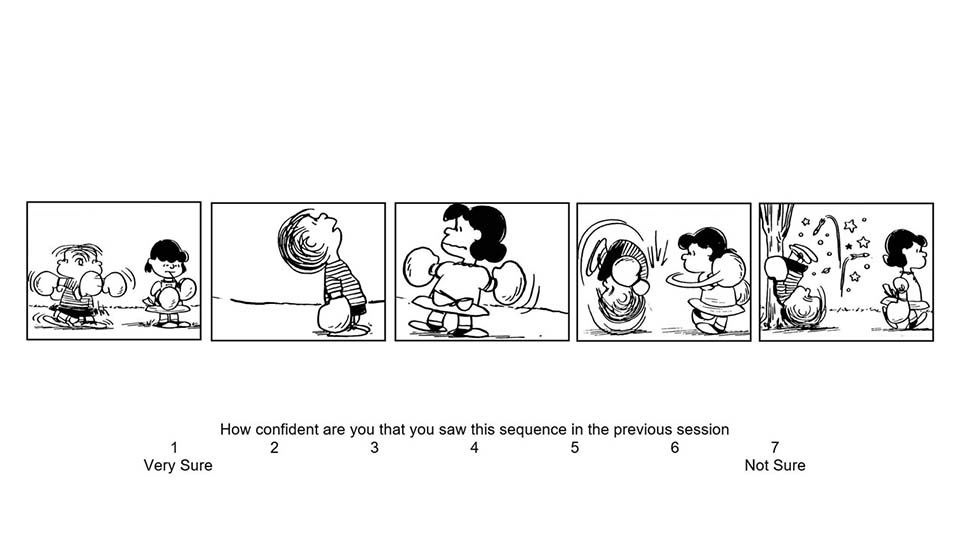 How confident are you that you saw this sequence in the previous session
1 2 3 4 5 6 7
Very Sure Not Sure